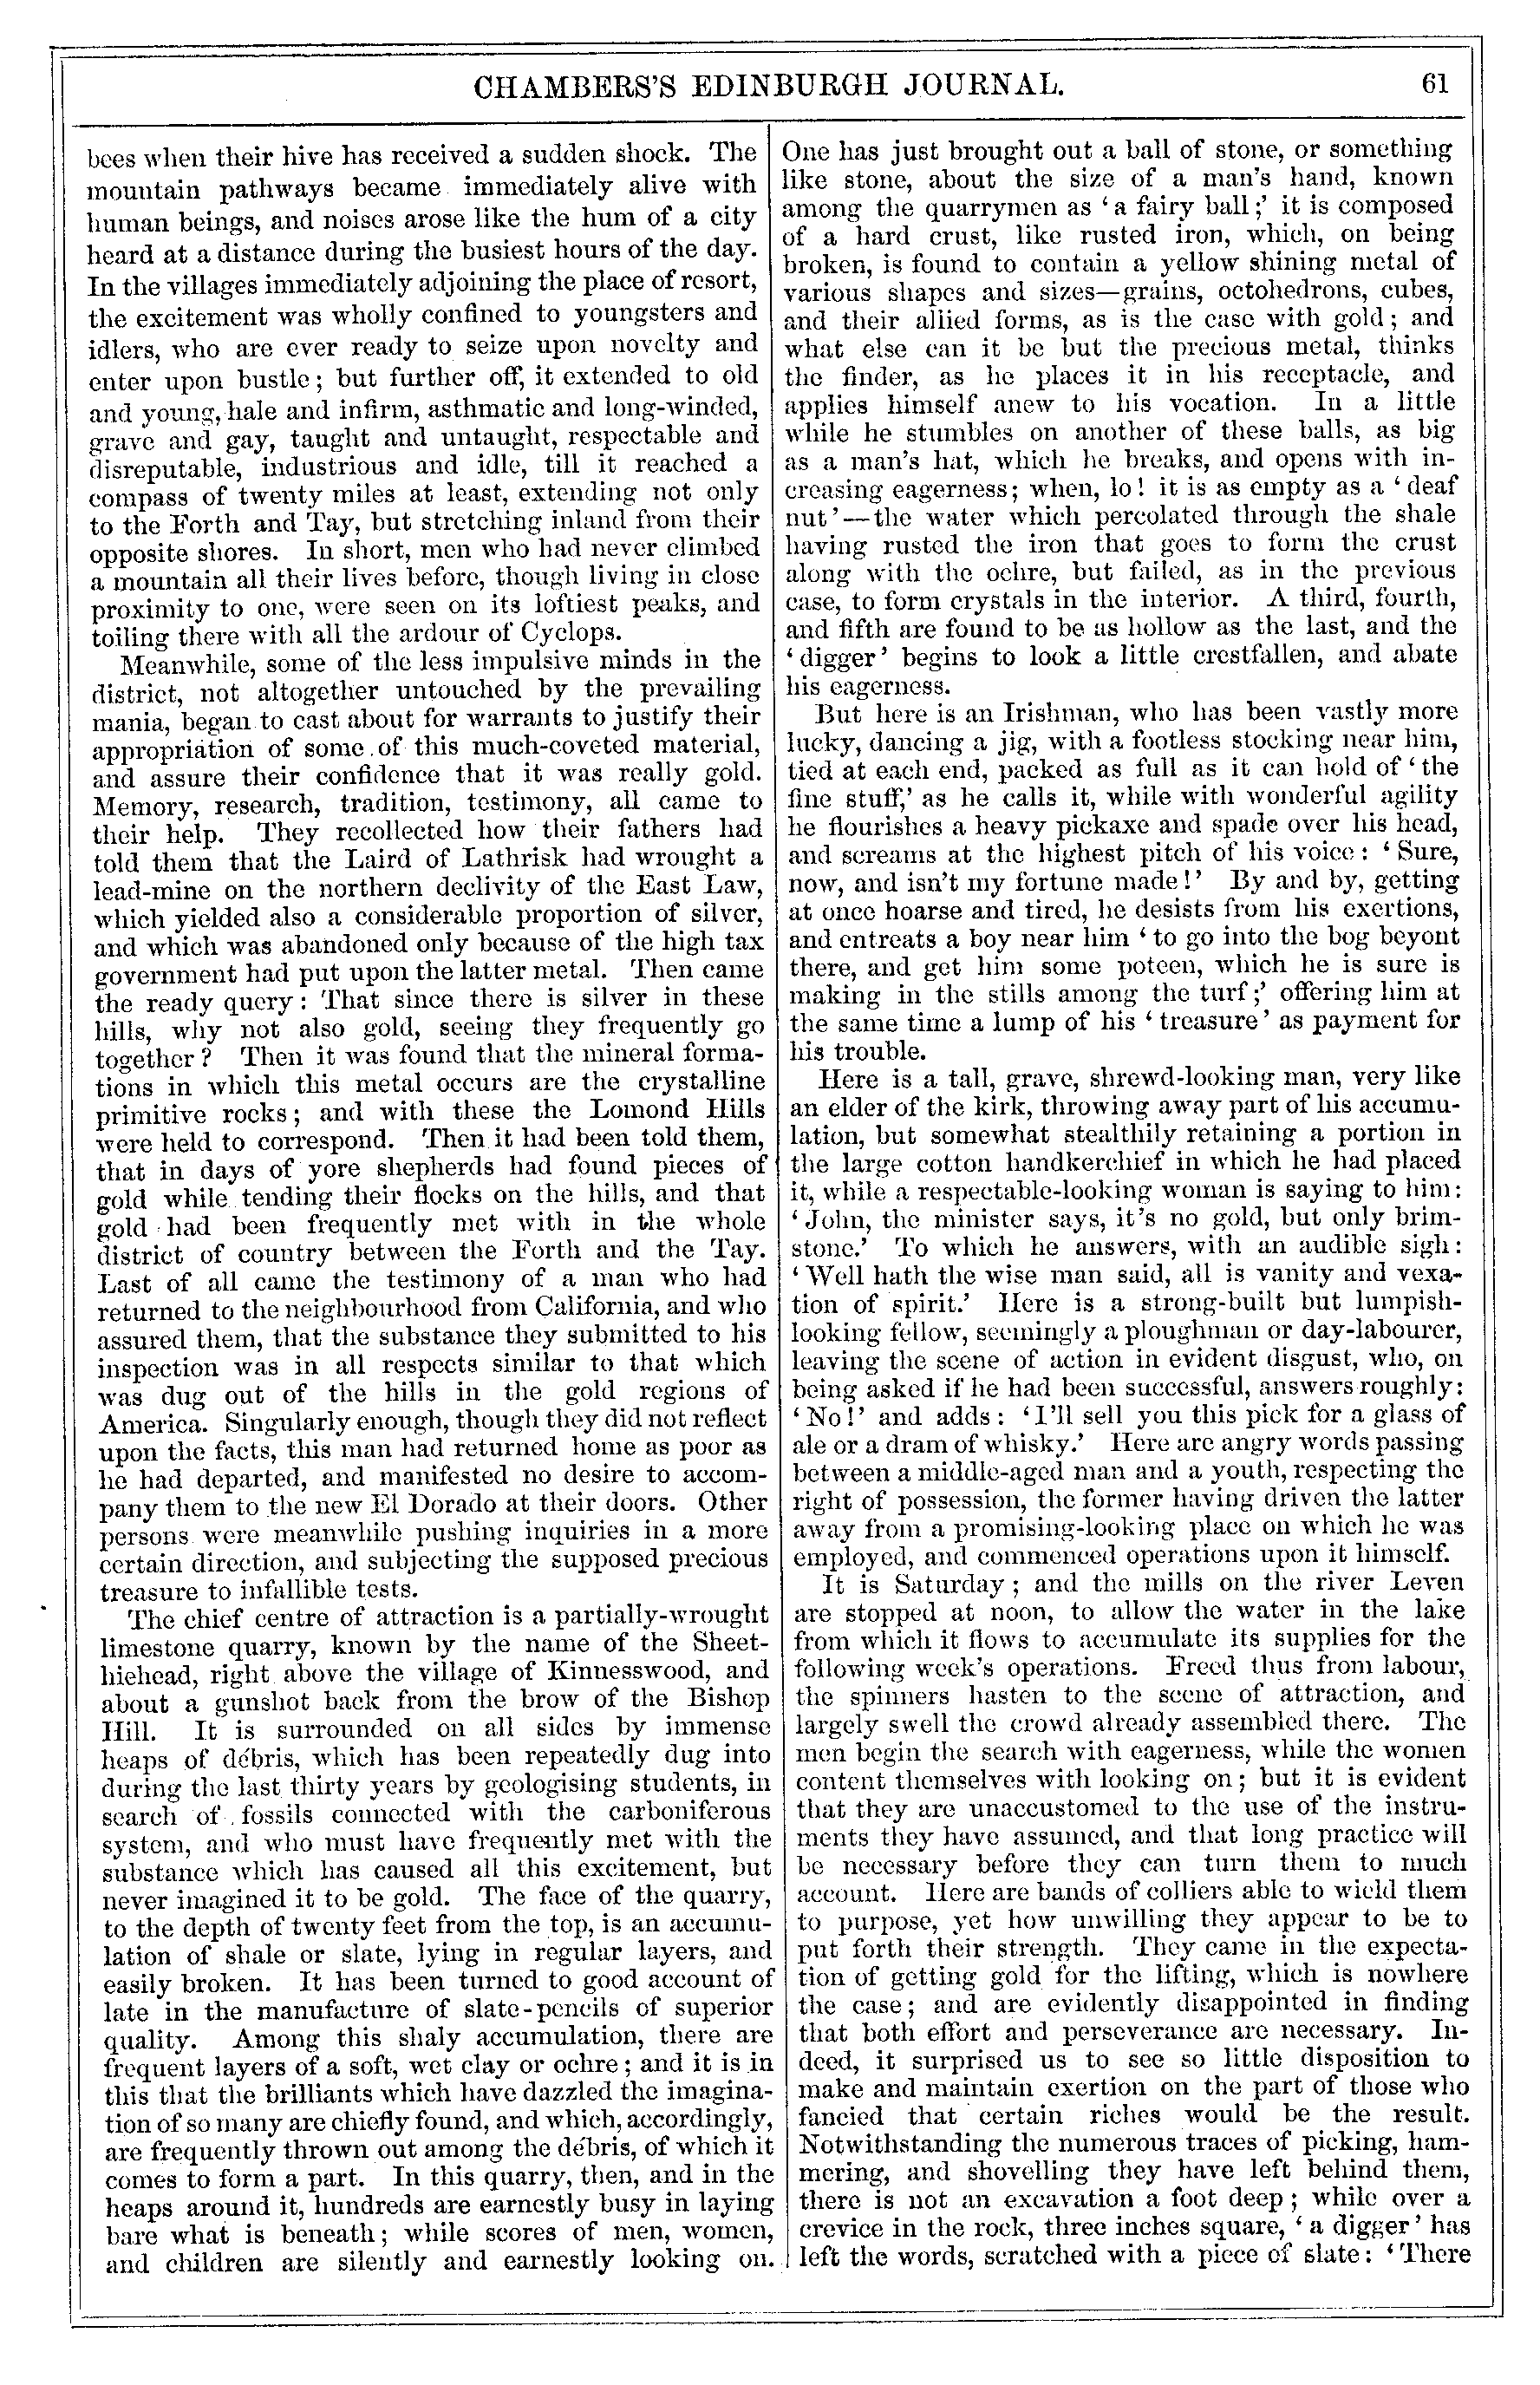 CHAMBERS'S EDINBURGH JOURNAL.
61
bees when their hive has received a sudden shock. The
mountain pathways became immediately alive with
human beings, and noises arose like the hum of a city
heard at a distance during the busiest hours of the day.
In the villages immediately adjoining the place of resort,
the excitement was wholly confined to youngsters and
idlers, who are ever ready to seize upon novelty and
enter upon bustle; but further off, it extended to old
and young, hale and infirm, asthmatic and long-winded,
grave and gay, taught and untaught, respectable and
disreputable, industrious and idle, till it reached a
compass of twenty miles at least, extending not only
to the Forth and Tay, but stretching inland from their
opposite shores. In short, men who had never climbed
a mountain all their lives before, though living in close
proximity to one, were seen on its loftiest peaks, and
toiling there with all the ardour of Cyclops.
Meanwhile, some of the less impulsive minds in the
district, not altogether untouched by the prevailing
mania, began to cast about for warrants to justify their
appropriation of some of this much-coveted material,
and assure their confidence that it was really gold.
Memory, research, tradition, testimony, all came to
their help. They recollected how their fathers had
told them that the Laird of Lathrisk had wrought a
lead-mine on the northern declivity of the East Law,
which yielded also a considerable proportion of silver,
and which was abandoned only because of the high tax
government had put upon the latter metal. Then came
the ready query: That since there is silver in these
hills, why not also gold, seeing they frequently go
together? Then it was found that the mineral forma-
tions in which this metal occurs are the crystalline
primitive rocks; and with these the Lomond Hills
were held to correspond. Then it had been told them,
that in days of yore shepherds had found pieces of
gold while tending their flocks on the hills, and that
gold had been frequently met with in the whole
district of country between the Forth and the Tay.
Last of all came the testimony of a man who had
returned to the neighbourhood from California, and who
assured them, that the substance they submitted to his
inspection was in all respects similar to that which
was dug out of the hills in the gold regions of
America. Singularly enough, though they did not reflect
upon the facts, this man had returned home as poor as
he had departed, and manifested no desire to accom-
pany them to the new El Dorado at their doors. Other
persons were meanwhile pushing inquiries in a more
certain direction, and subjecting the supposed precious
treasure to infallible tests.
The chief centre of attraction is a partially-wrought
limestone quarry, known by the name of the Sheet-
hiehead, right above the village of Kinnesswood, and
about a gunshot back from the brow of the Bishop
Hill. It is surrounded on all sides by immense
heaps of débris, which has been repeatedly dug into
during the last thirty years by geologising students, in
search of fossils connected with the carboniferous
system, and who must have frequently met with the
substance which has caused all this excitement, but
never imagined it to be gold. The face of the quarry,
to the depth of twenty feet from the top, is an accumu-
lation of shale or slate, lying in regular layers, and
easily broken. It has been turned to good account of
late in the manufacture of slate-pencils of superior
quality. Among this shaly accumulation, there are
frequent layers of a soft, wet clay or ochre; and it is in
this that the brilliants which have dazzled the imagina-
tion of so many are chiefly found, and which, accordingly,
are frequently thrown out among the débris, of which it
comes to form a part. In this quarry, then, and in the
heaps around it, hundreds are earnestly busy in laying
bare what is beneath; while scores of men, women,
and children are silently and earnestly looking on.
One has just brought out a ball of stone, or something
like stone, about the size of a man's hand, known
among the quarrymen as 'a fairy ball;' it is composed
of a hard crust, like rusted iron, which, on being
broken, is found to contain a yellow shining metal of
various shapes and sizes—grains, octohedrons, cubes,
and their allied forms, as is the case with gold; and
what else can it be but the precious metal, thinks
the finder, as he places it in his receptacle, and
applies himself anew to his vocation. In a little
while he stumbles on another of these balls, as big
as a man's hat, which he breaks, and opens with in-
creasing eagerness; when, lo! it is as empty as a 'deaf
nut'—the water which percolated through the shale
having rusted the iron that goes to form the crust
along with the ochre, but failed, as in the previous
case, to form crystals in the interior. A third, fourth,
and fifth are found to be as hollow as the last, and the
'digger' begins to look a little crestfallen, and abate
his eagerness.
But here is an Irishman, who has been vastly more
lucky, dancing a jig, with a footless stocking near him,
tied at each end, packed as full as it can hold of 'the
fine stuff,' as he calls it, while with wonderful agility
he flourishes a heavy pickaxe and spade over his head,
and screams at the highest pitch of his voice: 'Sure,
now, and isn't my fortune made!' By and by, getting
at once hoarse and tired, he desists from his exertions,
and entreats a boy near him 'to go into the bog beyont
there, and get him some poteen, which he is sure is
making in the stills among the turf;' offering him at
the same time a lump of his 'treasure' as payment for
his trouble.
Here is a tall, grave, shrewd-looking man, very like
an elder of the kirk, throwing away part of his accumu-
lation, but somewhat stealthily retaining a portion in
the large cotton handkerchief in which he had placed
it, while a respectable-looking woman is saying to him:
'John, the minister says, it's no gold, but only brim-
stone.' To which he answers, with an audible sigh:
'Well hath the wise man said, all is vanity and vexa-
tion of spirit.' Here is a strong-built but lumpish-
looking fellow, seemingly a ploughman or day-labourer,
leaving the scene of action in evident disgust, who, on
being asked if he had been successful, answers roughly:
'No!' and adds: 'I'll sell you this pick for a glass of
ale or a dram of whisky.' Here are angry words passing
between a middle-aged man and a youth, respecting the
right of possession, the former having driven the latter
away from a promising-looking place on which he was
employed, and commenced operations upon it himself.
It is Saturday; and the mills on the river Leven
are stopped at noon, to allow the water in the lake
from which it flows to accumulate its supplies for the
following week's operations. Freed thus from labour,
the spinners hasten to the scene of attraction, and
largely swell the crowd already assembled there. The
men begin the search with eagerness, while the women
content themselves with looking on; but it is evident
that they are unaccustomed to the use of the instru-
ments they have assumed, and that long practice will
be necessary before they can turn them to much
account. Here are bands of colliers able to wield them
to purpose, yet how unwilling they appear to be to
put forth their strength. They came in the expecta-
tion of getting gold for the lifting, which is nowhere
the case; and are evidently disappointed in finding
that both effort and perseverance are necessary. In-
deed, it surprised us to see so little disposition to
make and maintain exertion on the part of those who
fancied that certain riches would be the result.
Notwithstanding the numerous traces of picking, ham-
mering, and shovelling they have left behind them,
there is not an excavation a foot deep; while over a
crevice in the rock, three inches square, 'a digger' has
left the words, scratched with a piece of slate: 'There